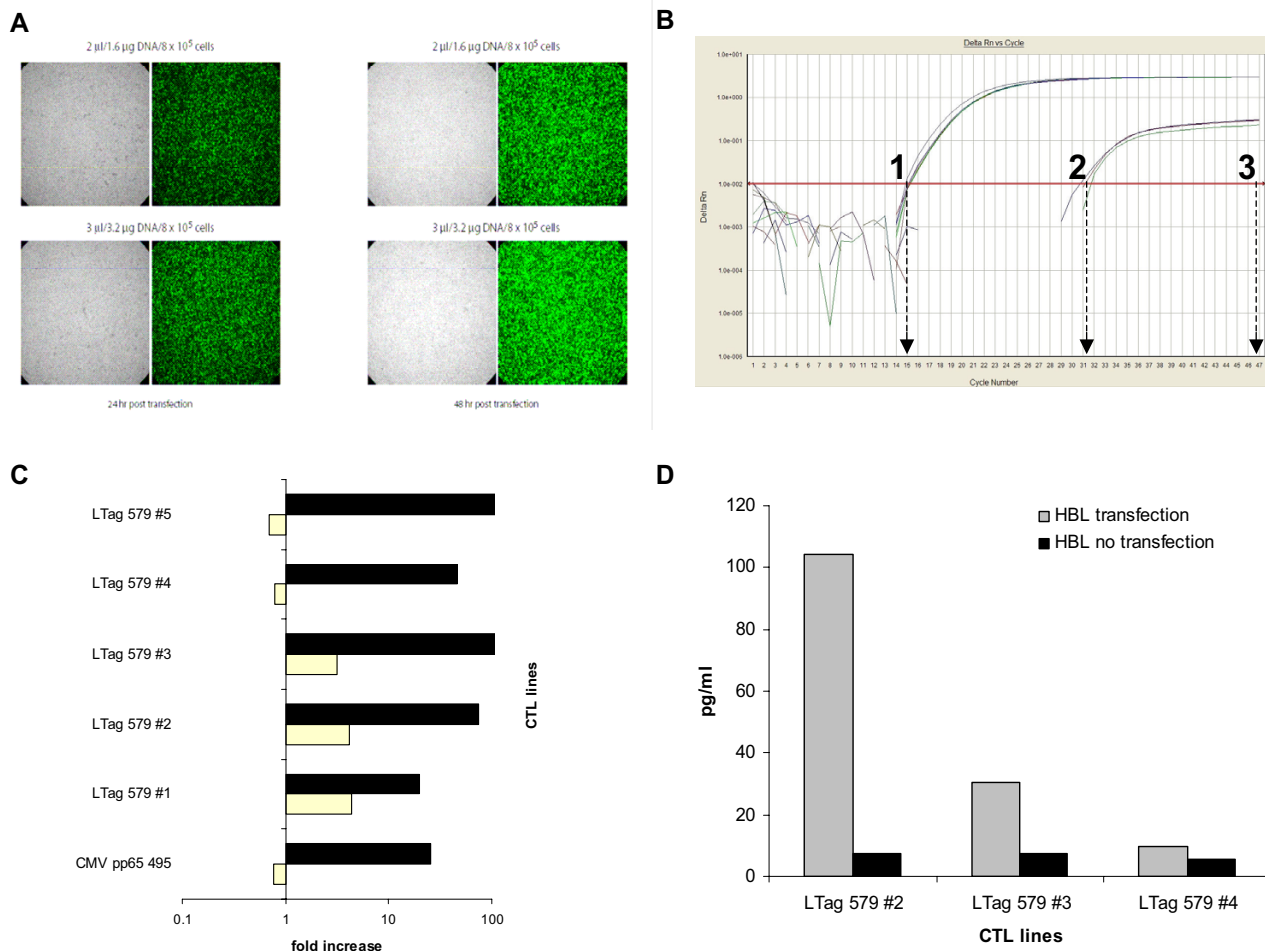 A
2 µl/1.6 µg DNA/8 x 10⁵ cells
2 µl/1.6 µg DNA/8 x 10⁵ cells
3 µl/3.2 µg DNA/8 x 10⁵ cells
3 µl/3.2 µg DNA/8 x 10⁵ cells
24 hr post transfection
48 hr post transfection
B
Delta Rn vs Cycle
1.0e+001
1.0e+000
1.0e-001
1.0e-002
1.0e-003
1.0e-004
1.0e-005
1.0e-006
Delta Rn
1
2
3
1 2 3 4 5 6 7 8 9 10 11 12 13 14 15 16 17 18 19 20 21 22 23 24 25 26 27 28 29 30 31 32 33 34 35 36 37 38 39 40 41 42 43 44 45 46 47
Cycle Number
C
LTag 579 #5
LTag 579 #4
LTag 579 #3
LTag 579 #2
LTag 579 #1
CMV pp65 495
CTL lines
0.1 1 10 100
fold increase
D
HBL transfection
HBL no transfection
120
100
80
60
40
20
0
pg/ml
LTag 579 #2 LTag 579 #3 LTag 579 #4
CTL lines